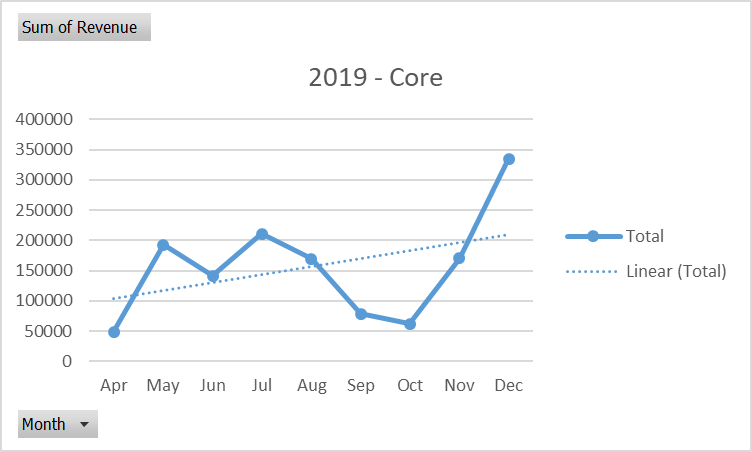 Sum of Revenue
2019 - Core
400000
350000
300000
250000
200000
150000
100000
50000
0
Apr May Jun Jul Aug Sep Oct Nov Dec
Total
Linear (Total)
Month